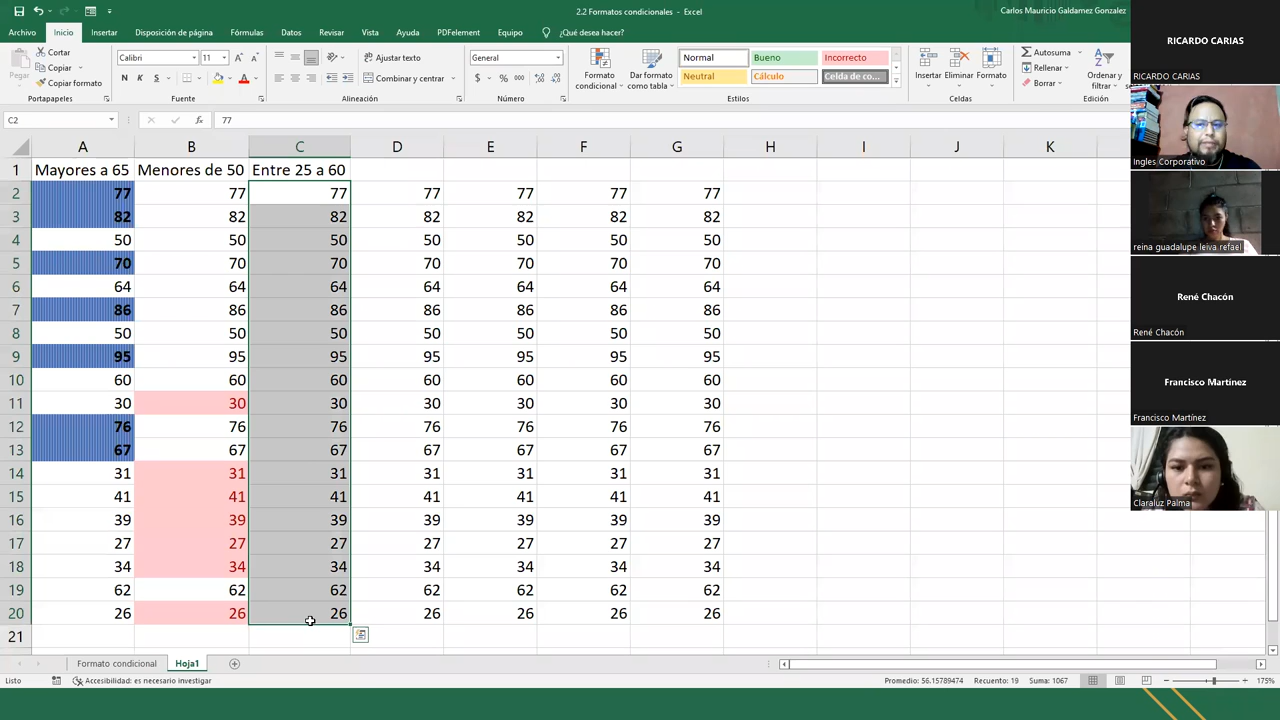 2.2 Formatos condicionales - Excel
Carlos Mauricio Galdamez Gonzalez
Archivo Inicio Insertar Disposición de página Fórmulas Datos Revisar Vista Ayuda PDFelement Equipo ¿Qué desea hacer?
Pegar
Cortar
Copiar
Copiar formato
Portapapeles
Calibri 11
N K S
Fuente
Ajustar texto
Combinar y centrar
Alineación
General
$ % 000
Número
Formato condicional
Dar formato como tabla
Normal Bueno Incorrecto
Neutral Cálculo Celda de co...
Estilos
Insertar Eliminar Formato
Celdas
Autosuma
Rellenar
Borrar
Ordenar y filtrar
Edición
C2 fx 77
A B C D E F G H I J K
1 Mayores a 65 Menores de 50 Entre 25 a 60
2 77 77 77 77 77 77 77
3 82 82 82 82 82 82 82
4 50 50 50 50 50 50 50
5 70 70 70 70 70 70 70
6 64 64 64 64 64 64 64
7 86 86 86 86 86 86 86
8 50 50 50 50 50 50 50
9 95 95 95 95 95 95 95
10 60 60 60 60 60 60 60
11 30 30 30 30 30 30 30
12 76 76 76 76 76 76 76
13 67 67 67 67 67 67 67
14 31 31 31 31 31 31 31
15 41 41 41 41 41 41 41
16 39 39 39 39 39 39 39
17 27 27 27 27 27 27 27
18 34 34 34 34 34 34 34
19 62 62 62 62 62 62 62
20 26 26 26 26 26 26 26
21
Formato condicional Hoja1
Listo Accesibilidad: es necesario investigar Promedio: 56.15789474 Recuento: 19 Suma: 1067 175%
RICARDO CARIAS
RICARDO CARIAS
Ingles Corporativo
reina guadalupe leiva refael
René Chacón
René Chacón
Francisco Martínez
Francisco Martínez
Claraluz Palma